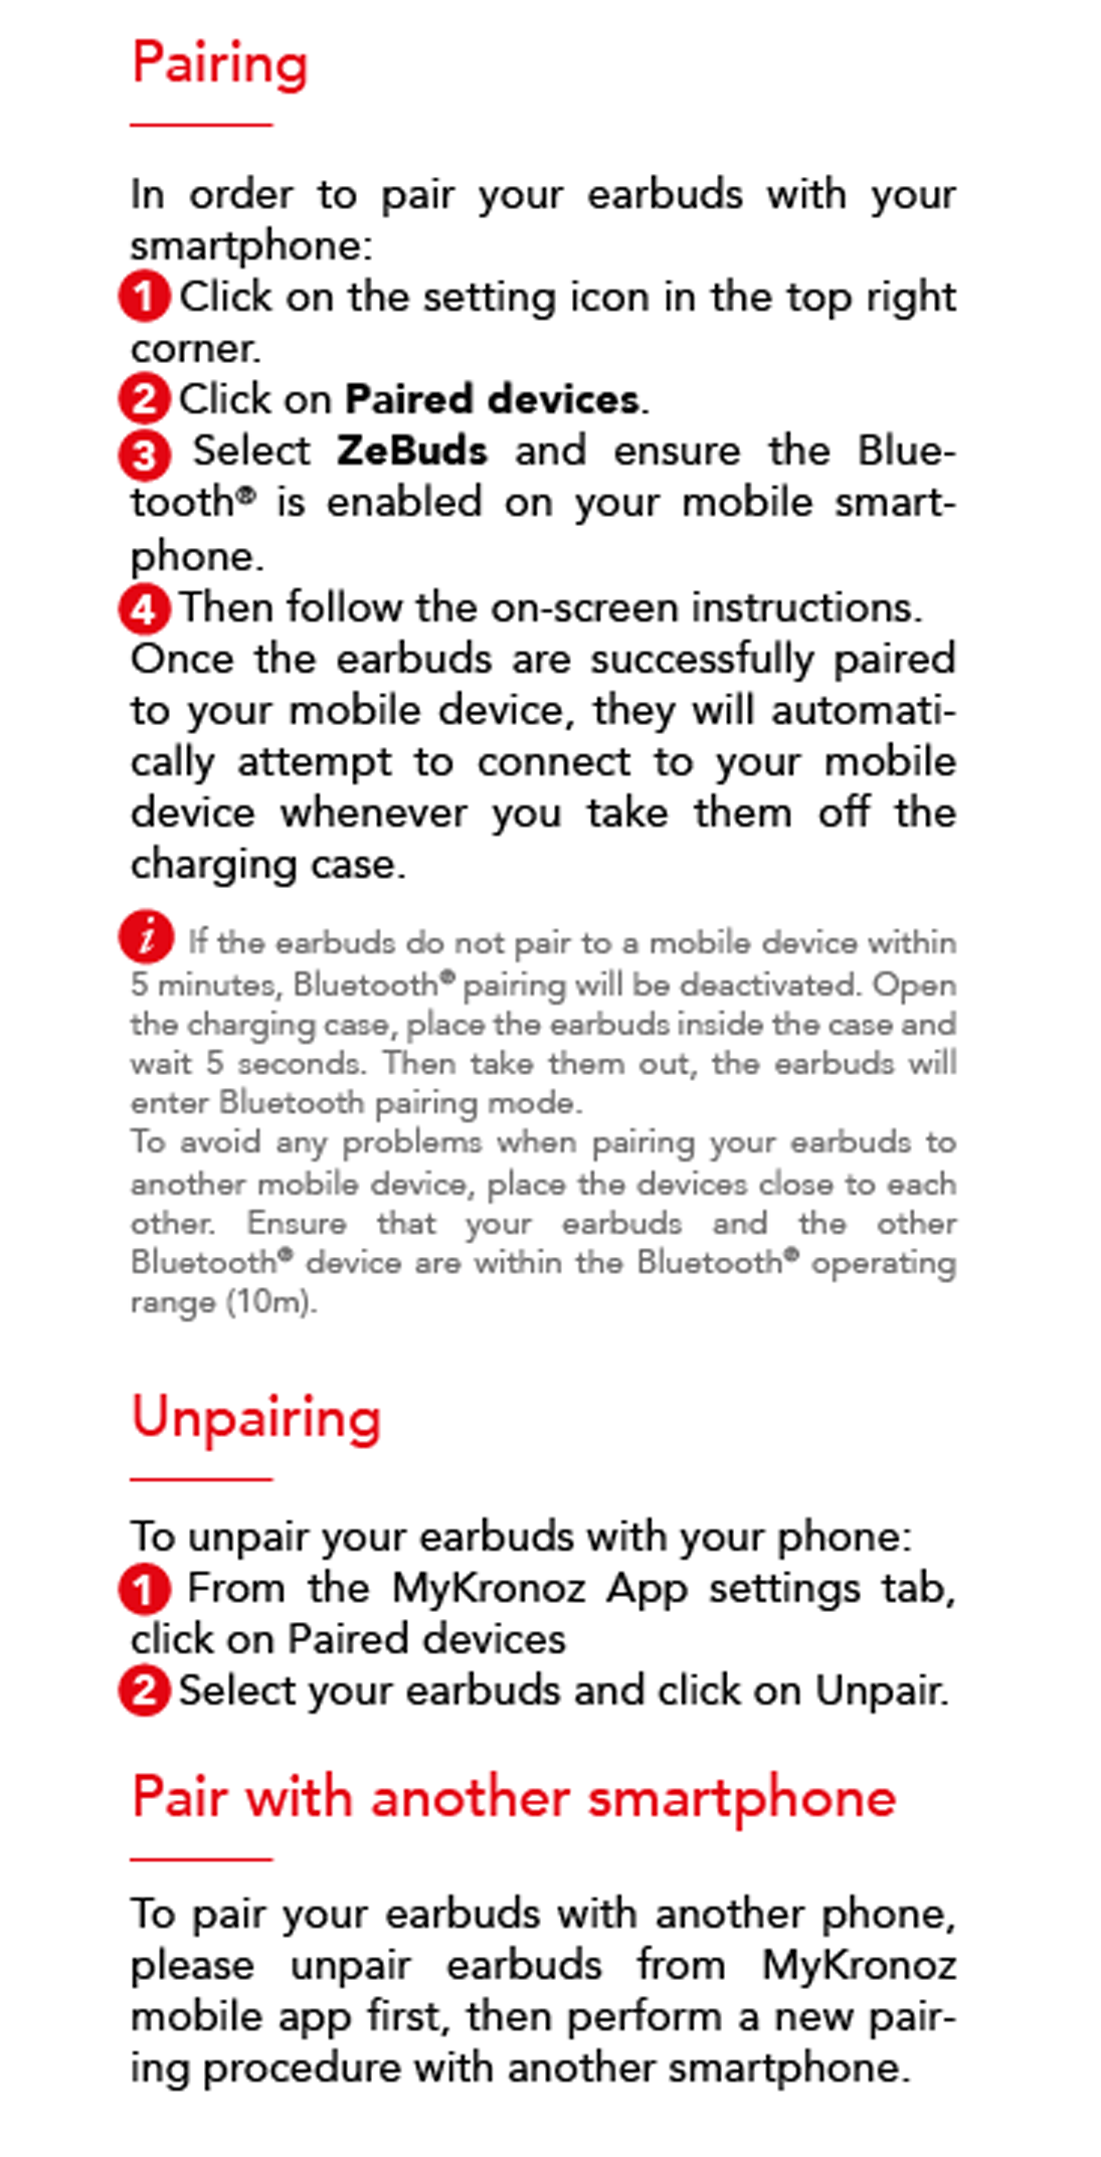 Pairing
In order to pair your earbuds with your
smartphone:
1 Click on the setting icon in the top right
corner.
2 Click on Paired devices.
3 Select ZeBuds and ensure the Blue-
tooth® is enabled on your mobile smart-
phone.
4 Then follow the on-screen instructions.
Once the earbuds are successfully paired
to your mobile device, they will automati-
cally attempt to connect to your mobile
device whenever you take them off the
charging case.
i If the earbuds do not pair to a mobile device within
5 minutes, Bluetooth® pairing will be deactivated. Open
the charging case, place the earbuds inside the case and
wait 5 seconds. Then take them out, the earbuds will
enter Bluetooth pairing mode.
To avoid any problems when pairing your earbuds to
another mobile device, place the devices close to each
other. Ensure that your earbuds and the other
Bluetooth® device are within the Bluetooth® operating
range (10m).
Unpairing
To unpair your earbuds with your phone:
1 From the MyKronoz App settings tab,
click on Paired devices
2 Select your earbuds and click on Unpair.
Pair with another smartphone
To pair your earbuds with another phone,
please unpair earbuds from MyKronoz
mobile app first, then perform a new pair-
ing procedure with another smartphone.